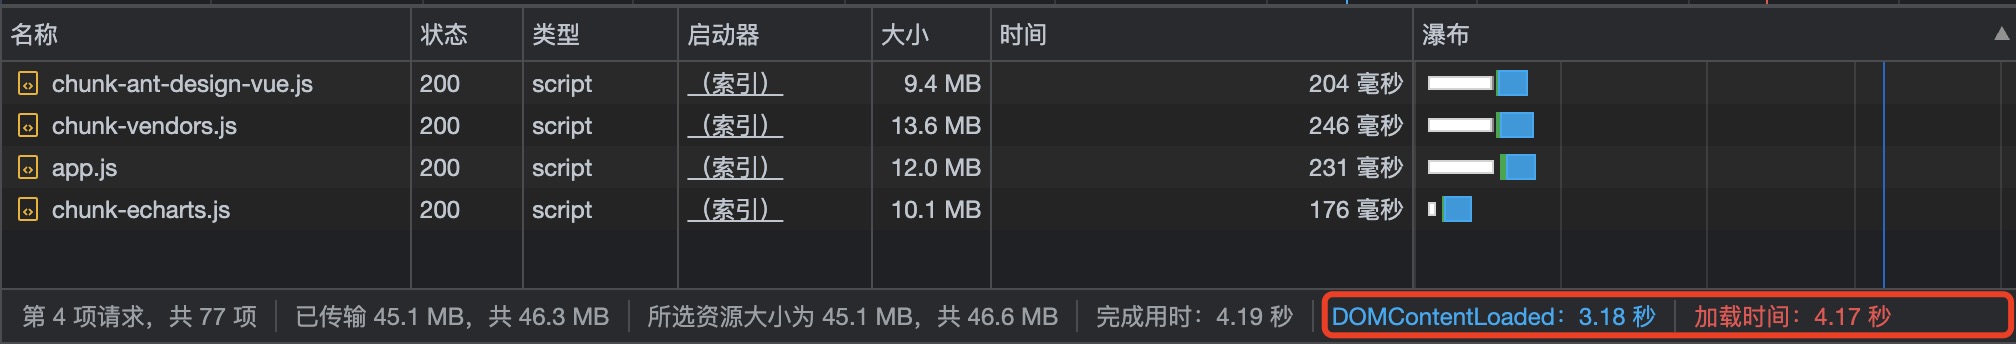 名称 状态 类型 启动器 大小 时间 瀑布
chunk-ant-design-vue.js 200 script （索引） 9.4 MB 204 毫秒
chunk-vendors.js 200 script （索引） 13.6 MB 246 毫秒
app.js 200 script （索引） 12.0 MB 231 毫秒
chunk-echarts.js 200 script （索引） 10.1 MB 176 毫秒
第 4 项请求，共 77 项 已传输 45.1 MB，共 46.3 MB 所选资源大小为 45.1 MB，共 46.6 MB 完成用时：4.19 秒 DOMContentLoaded：3.18 秒 加载时间：4.17 秒